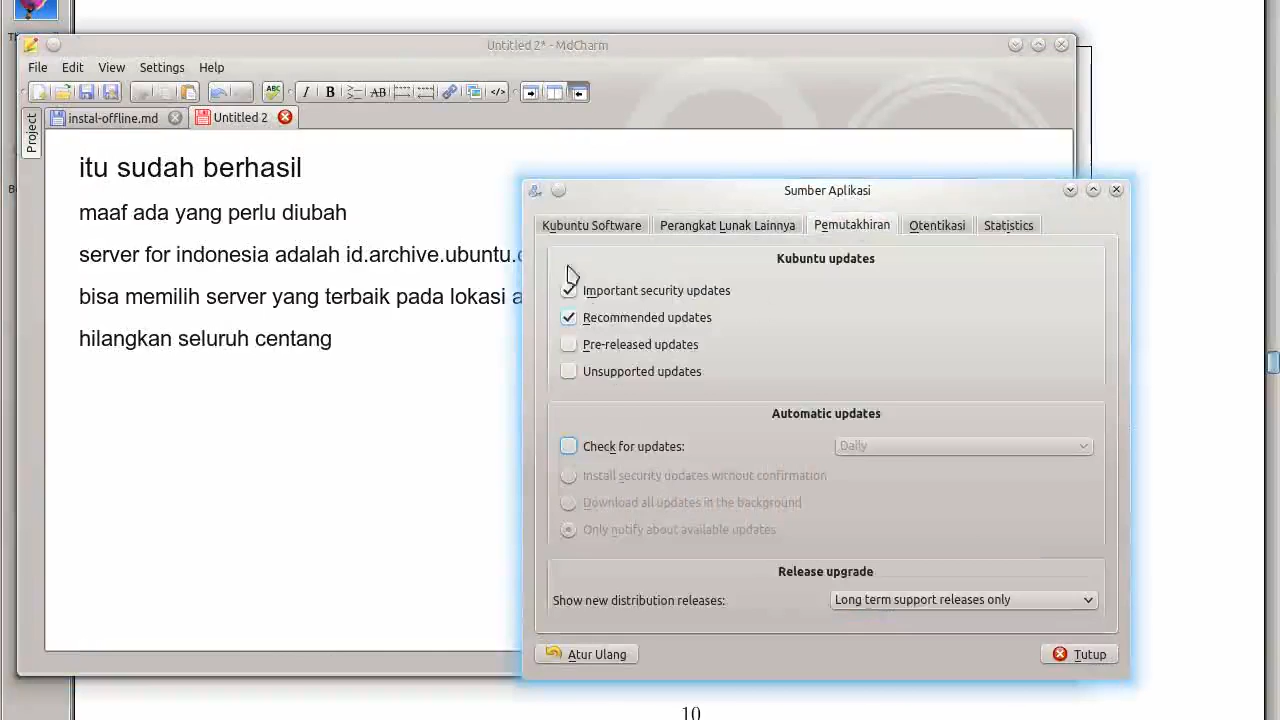 Untitled 2* - MdCharm
File Edit View Settings Help
ABC I B AB </>
Project
instal-offline.md Untitled 2
itu sudah berhasil
maaf ada yang perlu diubah
server for indonesia adalah id.archive.ubuntu.
bisa memilih server yang terbaik pada lokasi a
hilangkan seluruh centang
Sumber Aplikasi
Kubuntu Software Perangkat Lunak Lainnya Pemutakhiran Otentikasi Statistics
Kubuntu updates
Important security updates
Recommended updates
Pre-released updates
Unsupported updates
Automatic updates
Check for updates: Daily
Install security updates without confirmation
Download all updates in the background
Only notify about available updates
Release upgrade
Show new distribution releases: Long term support releases only
Atur Ulang Tutup
10